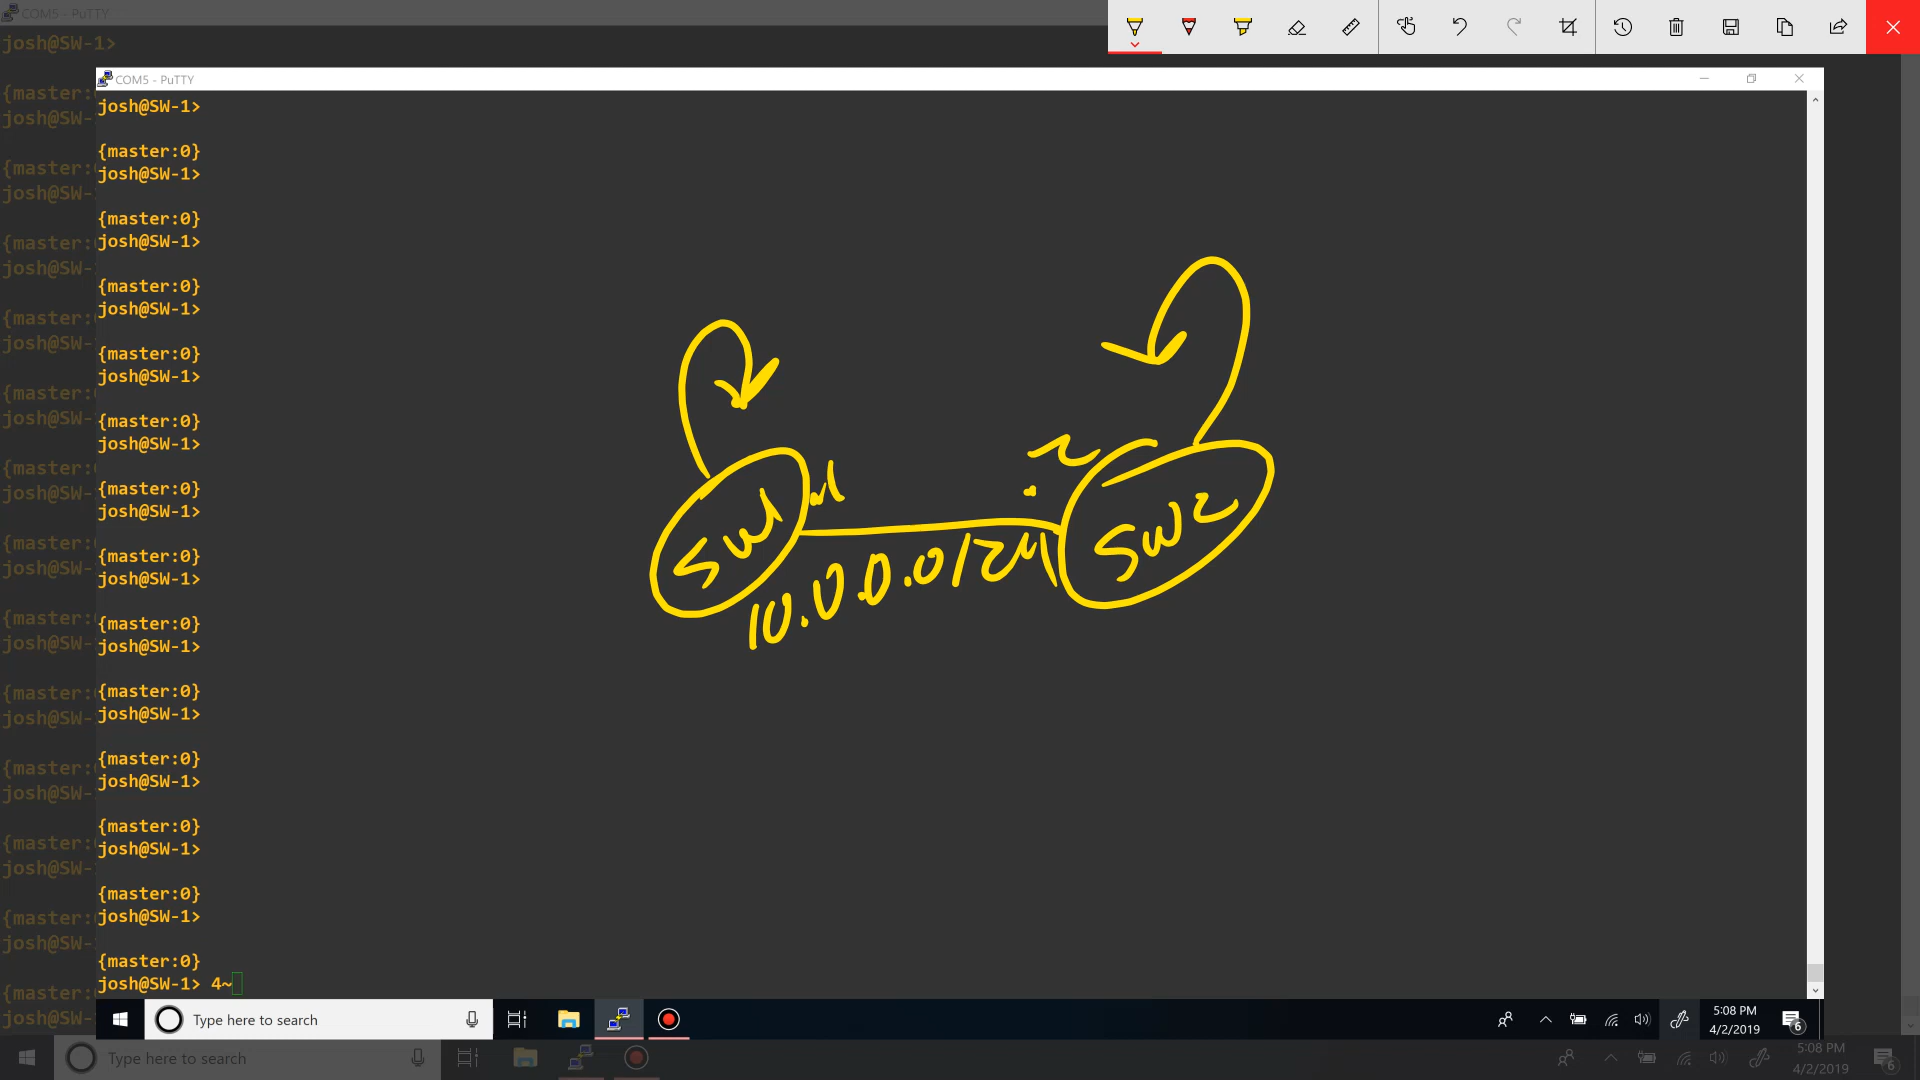 COM5 - PuTTY
josh@SW-1>
COM5 - PuTTY
josh@SW-1>
{master:0}
josh@SW-1>
{master:0}
josh@SW-1>
{master:0}
josh@SW-1>
{master:0}
josh@SW-1>
{master:0}
josh@SW-1>
{master:0}
josh@SW-1>
{master:0}
josh@SW-1>
{master:0}
josh@SW-1>
{master:0}
josh@SW-1>
{master:0}
josh@SW-1>
{master:0}
josh@SW-1>
{master:0}
josh@SW-1>
{master:0}
josh@SW-1> 4~
SW1
.1
.2
SW2
10.0.0.0/24
Type here to search
5:08 PM
4/2/2019
6
Type here to search
5:08 PM
4/2/2019
6